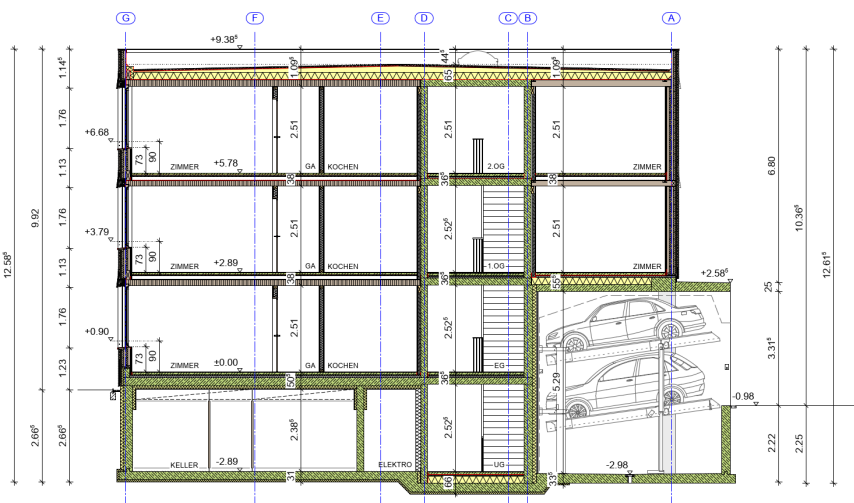 G F E D C B A
+9.38⁵
1.14⁵ 1.09⁵ 44⁵ 65 1.09⁵
1.76 2.51 2.51 2.51
+6.68
1.13 73 90 ZIMMER +5.78 GA KOCHEN 2.OG ZIMMER
38 36⁵ 38
6.80
9.92 1.76 2.51 2.52⁵ 2.51 10.36⁵
+3.79
12.58⁵ 1.13 73 90 ZIMMER +2.89 GA KOCHEN 1.OG ZIMMER 12.61⁵
38 36⁵ 55⁵ +2.58⁵ 25
1.76 2.51 2.52⁵ 3.31⁵
+0.90
1.23 73 90 ZIMMER ±0.00 GA KOCHEN EG 5.29
50⁵ 36⁵ -0.98
2.66⁵ 2.66⁵ 2.38⁵ 2.52⁵ 2.22 2.25
KELLER -2.89 ELEKTRO UG -2.98
31 66 33⁵